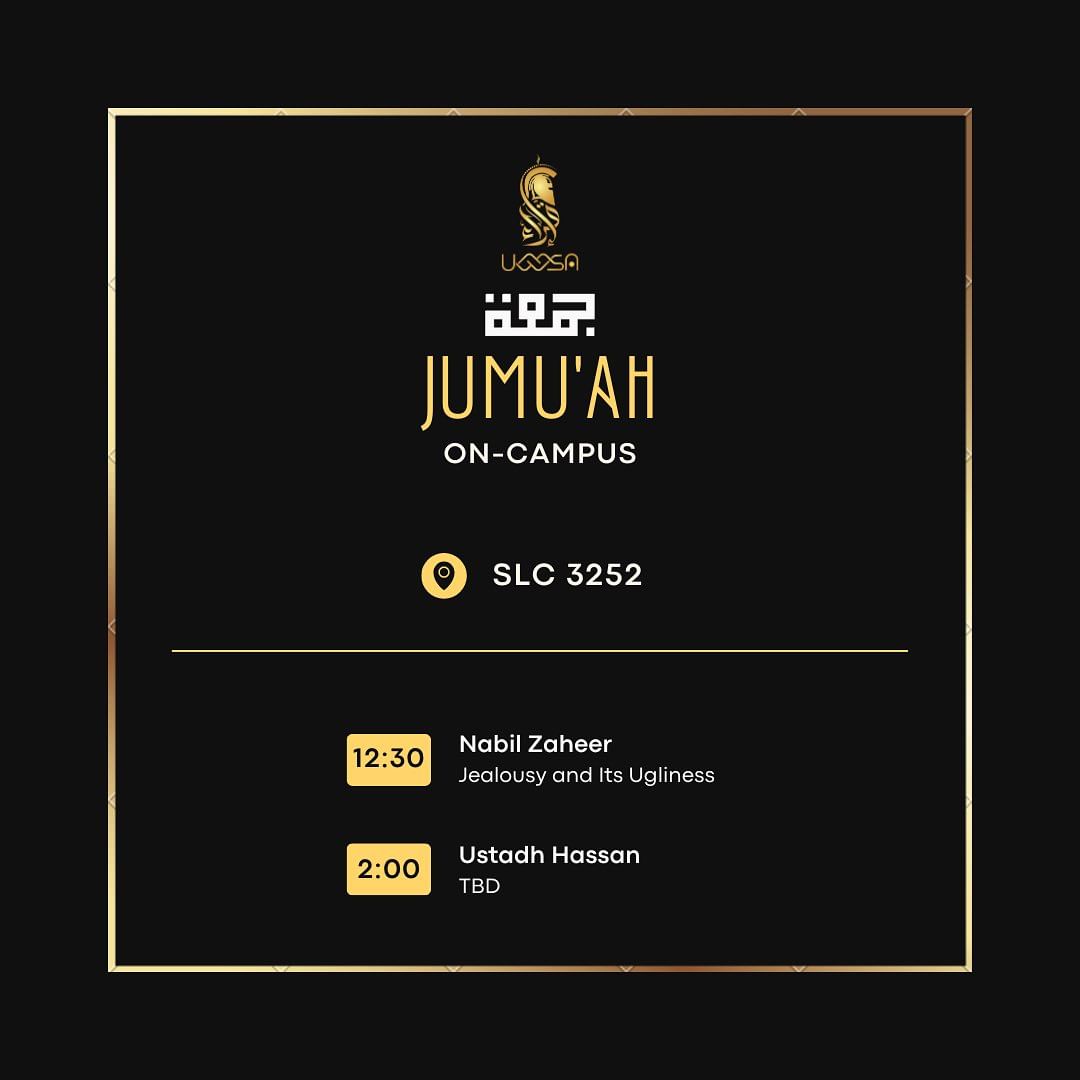 جمعة
JUMU'AH
ON-CAMPUS
SLC 3252
12:30
Nabil Zaheer
Jealousy and Its Ugliness
2:00
Ustadh Hassan
TBD